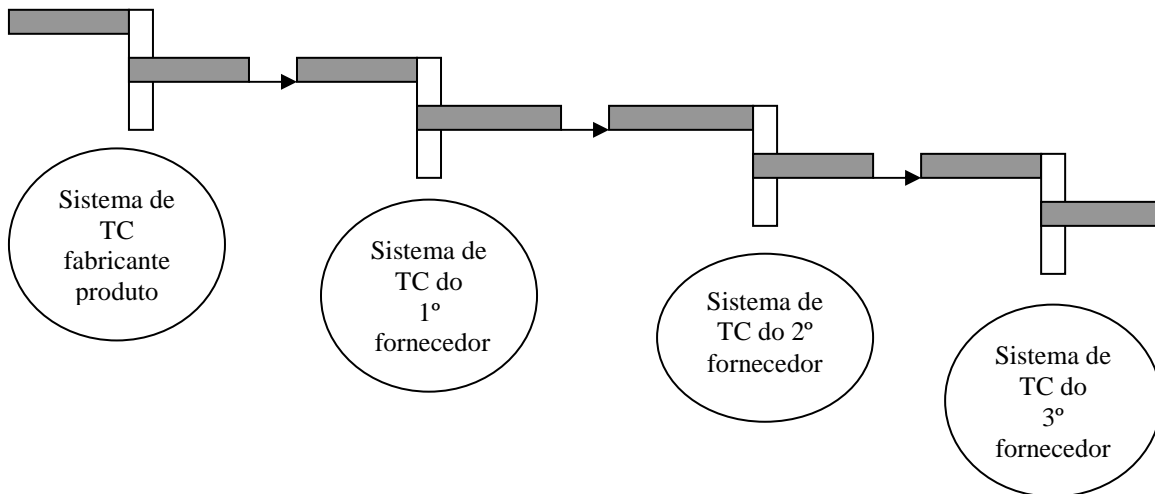 Sistema de
TC
fabricante
produto
Sistema de
TC do
1º
fornecedor
Sistema de
TC do 2º
fornecedor
Sistema de
TC do
3º
fornecedor